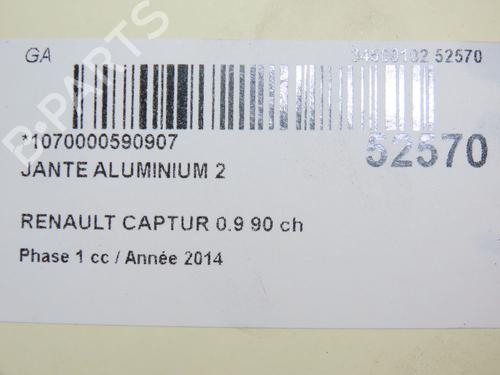 GA
52570
*1070000590907
52570
JANTE ALUMINIUM 2
RENAULT CAPTUR 0.9 90 ch
Phase 1 cc / Année 2014
B-PARTS